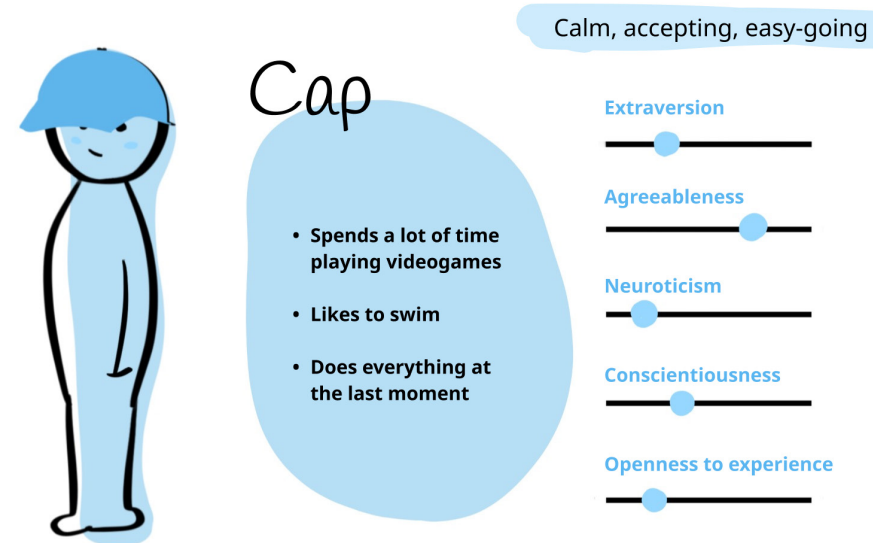 Calm, accepting, easy-going
Cap
• Spends a lot of time
playing videogames
• Likes to swim
• Does everything at
the last moment
Extraversion
Agreeableness
Neuroticism
Conscientiousness
Openness to experience